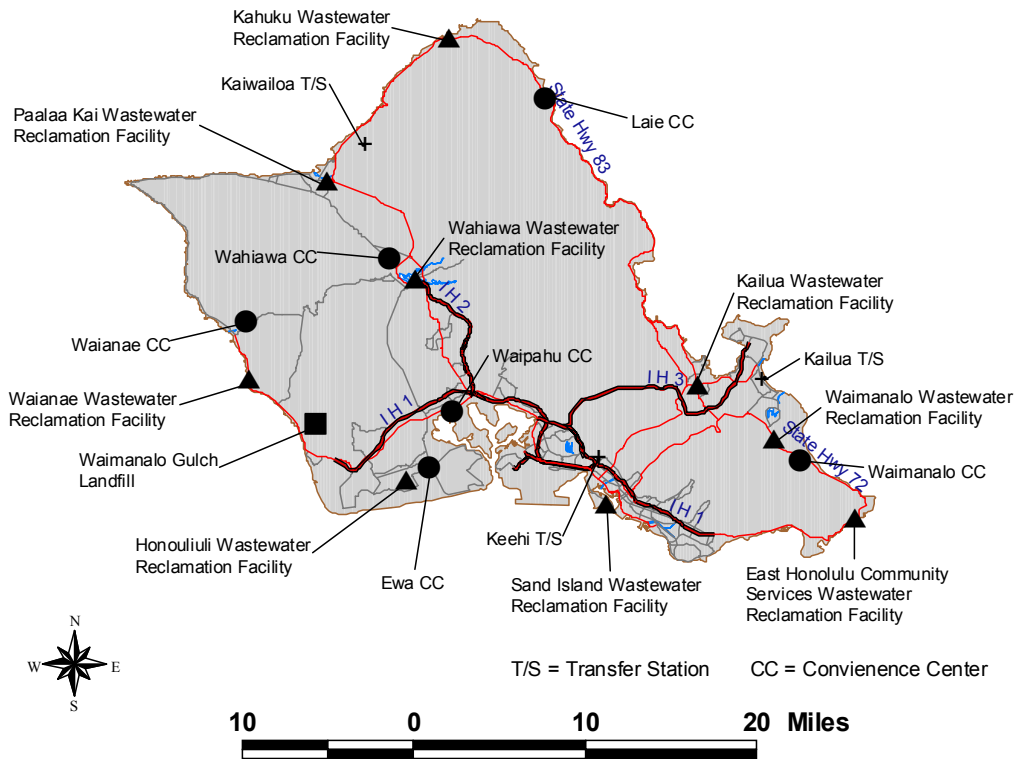 Kahuku Wastewater
Reclamation Facility
Kaiwailoa T/S
State Hwy 83
Laie CC
Paalaa Kai Wastewater
Reclamation Facility
Wahiawa Wastewater
Reclamation Facility
Wahiawa CC
I H 2
Kailua Wastewater
Reclamation Facility
Waianae CC
Waipahu CC
Kailua T/S
I H 3
Waianae Wastewater
Reclamation Facility
I H 1
Waimanalo Wastewater
Reclamation Facility
State Hwy 72
Waimanalo Gulch
Landfill
Waimanalo CC
I H 1
Honouliuli Wastewater
Reclamation Facility
Keehi T/S
Ewa CC
Sand Island Wastewater
Reclamation Facility
East Honolulu Community
Services Wastewater
Reclamation Facility
N
W
E
S
T/S = Transfer Station
CC = Convienence Center
10 0 10 20 Miles